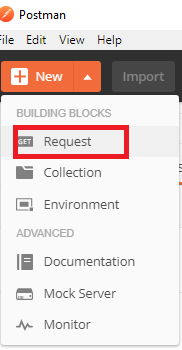 Postman
File Edit View Help
New Import
BUILDING BLOCKS
GET Request
Collection
Environment
ADVANCED
Documentation
Mock Server
Monitor